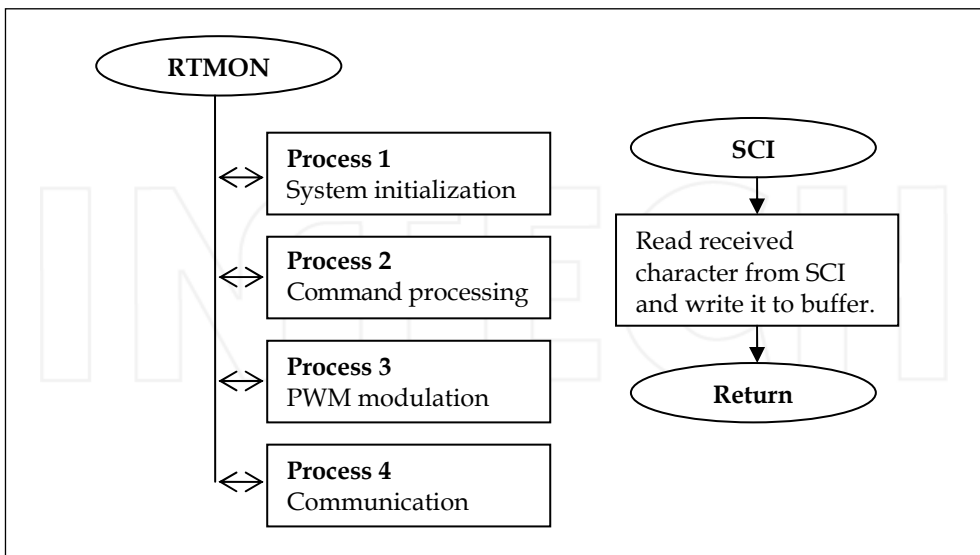 RTMON
Process 1
System initialization
Process 2
Command processing
Process 3
PWM modulation
Process 4
Communication
SCI
Read received
character from SCI
and write it to buffer.
Return
INTECH